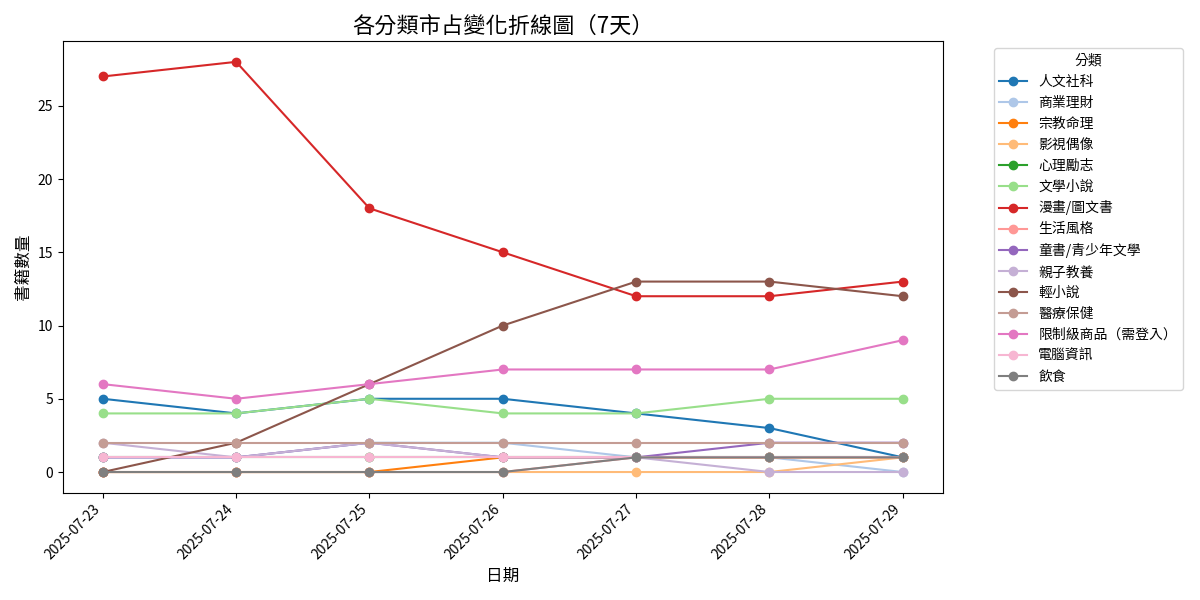 各分類市占變化折線圖（7天）
書籍數量
25
20
15
10
5
0
2025-07-23
2025-07-24
2025-07-25
2025-07-26
2025-07-27
2025-07-28
2025-07-29
日期
分類
人文社科
商業理財
宗教命理
影視偶像
心理勵志
文學小說
漫畫/圖文書
生活風格
童書/青少年文學
親子教養
輕小說
醫療保健
限制級商品（需登入）
電腦資訊
飲食